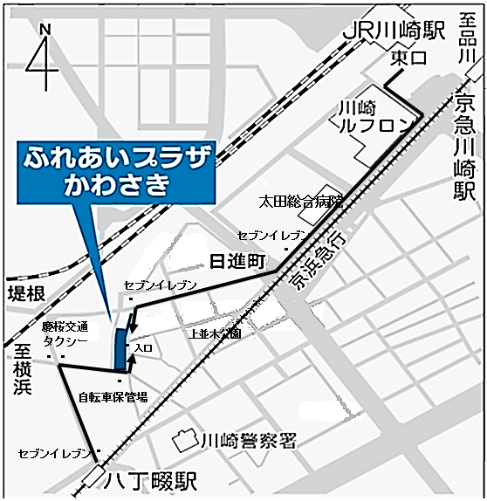 N
JR川崎駅
東口
至品川
京急川崎駅
川崎
ルフロン
ふれあいプラザ
かわさき
太田総合病院
セブンイレブン
日進町
京浜急行
堤根
セブンイレブン
慶桜交通
タクシー
上並木公園
入口
至横浜
自転車保管場
セブンイレブン
川崎警察署
八丁畷駅